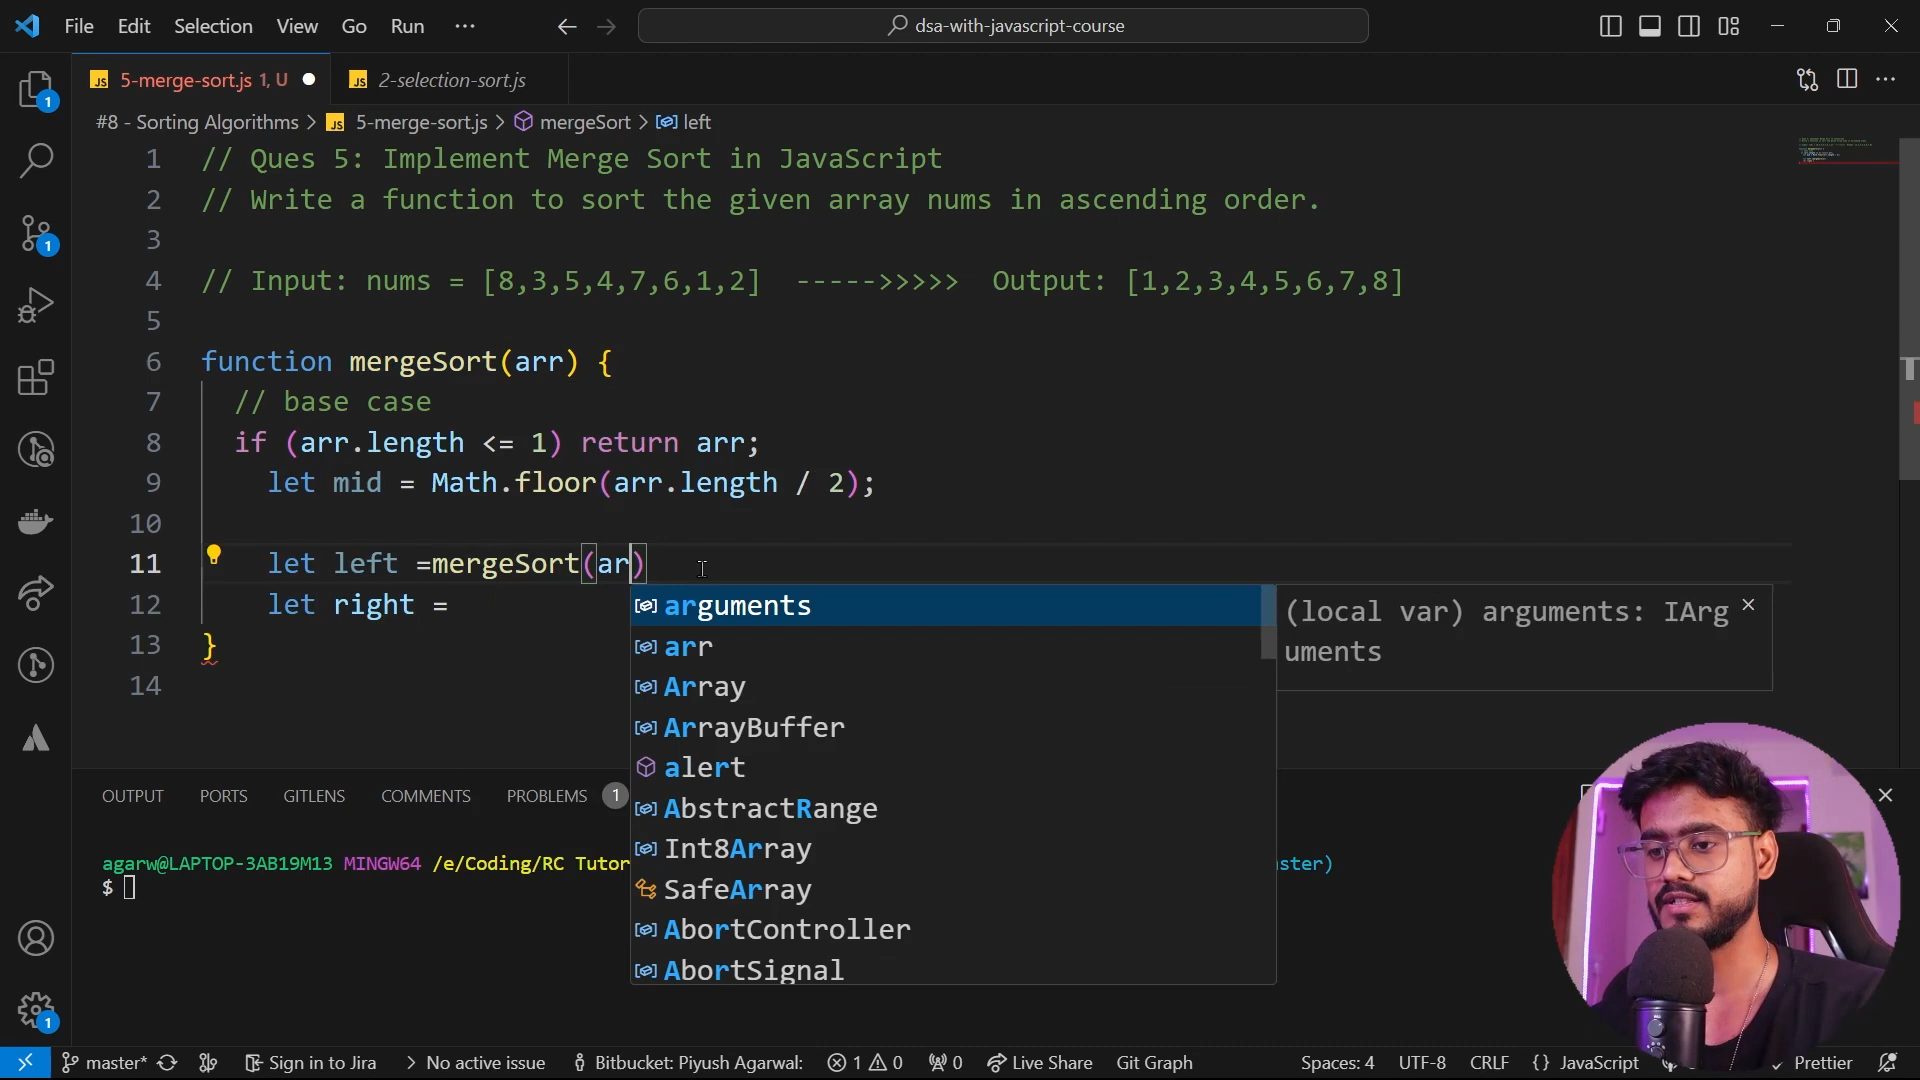 File Edit Selection View Go Run ··· dsa-with-javascript-course
JS 5-merge-sort.js 1, U JS 2-selection-sort.js
#8 - Sorting Algorithms > JS 5-merge-sort.js > mergeSort > left
1 // Ques 5: Implement Merge Sort in JavaScript
2 // Write a function to sort the given array nums in ascending order.
3
4 // Input: nums = [8,3,5,4,7,6,1,2] ----->>>>> Output: [1,2,3,4,5,6,7,8]
5
6 function mergeSort(arr) {
7 // base case
8 if (arr.length <= 1) return arr;
9 let mid = Math.floor(arr.length / 2);
10
11 let left =mergeSort(ar)
12 let right =
13 }
14
arguments
arr
Array
ArrayBuffer
alert
AbstractRange
Int8Array
SafeArray
AbortController
AbortSignal
(local var) arguments: IArg
uments
OUTPUT PORTS GITLENS COMMENTS PROBLEMS 1
agarw@LAPTOP-3AB19M13 MINGW64 /e/Coding/RC Tutor ster)
$
1
1
1
master* Sign in to Jira > No active issue Bitbucket: Piyush Agarwal: 1 0 0 Live Share Git Graph Spaces: 4 UTF-8 CRLF {} JavaScript Prettier